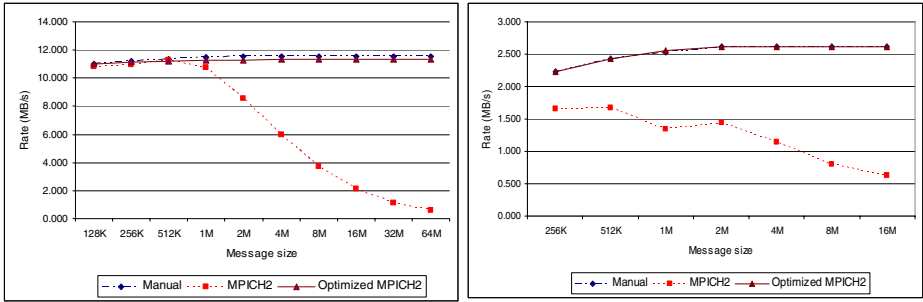 14.000
12.000
10.000
8.000
6.000
4.000
2.000
0.000
Rate (MB/s)
128K 256K 512K 1M 2M 4M 8M 16M 32M 64M
Message size
Manual MPICH2 Optimized MPICH2
3.000
2.500
2.000
1.500
1.000
0.500
0.000
Rate (MB/s)
256K 512K 1M 2M 4M 8M 16M
Message size
Manual MPICH2 Optimized MPICH2